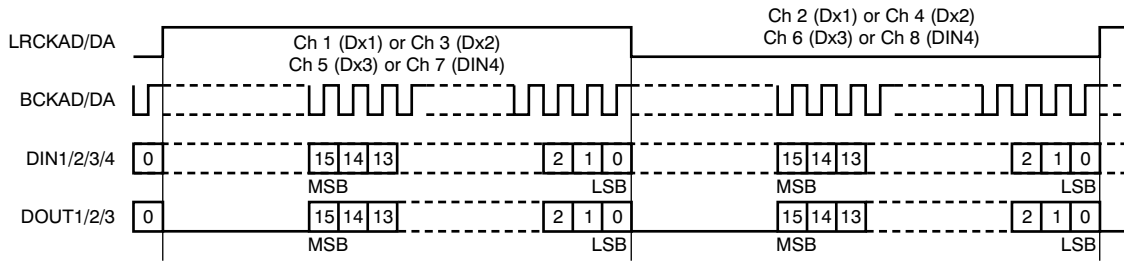 Ch 2 (Dx1) or Ch 4 (Dx2)
Ch 6 (Dx3) or Ch 8 (DIN4)
LRCKAD/DA
Ch 1 (Dx1) or Ch 3 (Dx2)
Ch 5 (Dx3) or Ch 7 (DIN4)
BCKAD/DA
DIN1/2/3/4 0 15 14 13 2 1 0 15 14 13 2 1 0
MSB LSB MSB LSB
DOUT1/2/3 0 15 14 13 2 1 0 15 14 13 2 1 0
MSB LSB MSB LSB